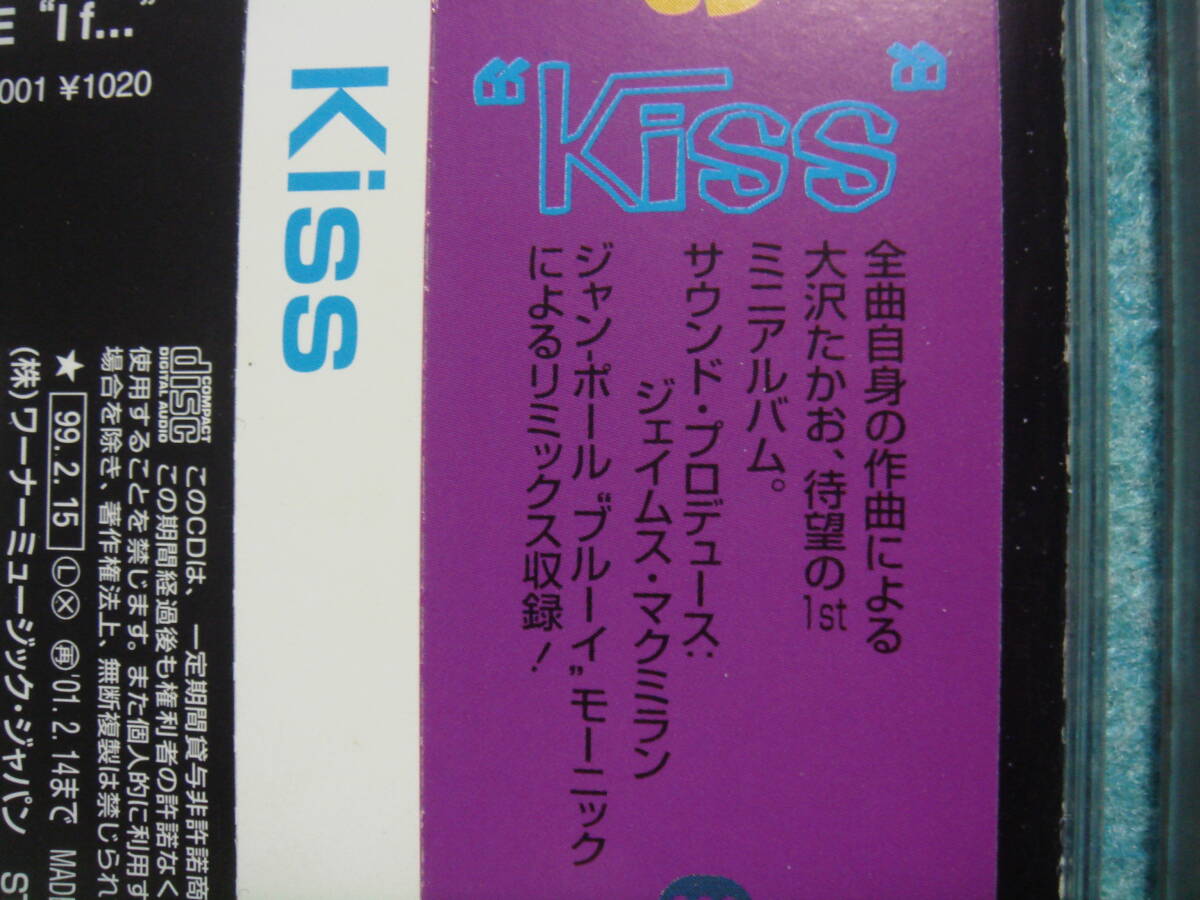 "Kiss"
全曲自身の作曲による
大沢たかお、待望の1st
ミニアルバム。
サウンド・プロデュース:
ジェイムス・マクミラン
ジャン-ポール"ブルーイ"モーニック
によるリミックス収録!
Kiss
"If..."
001 ¥1020
COMPACT
disc
DIGITAL AUDIO
このCDは、一定期間貸与非許諾商
この期間経過後も権利者の許諾なく
使用することを禁じます。また個人的に利用す
場合を除き、著作権法上、無断複製は禁じられ
★ 99.2.15 Ⓛ Ⓧ ㊢'01.2.14まで MAD
(株)ワーナーミュージック・ジャパン